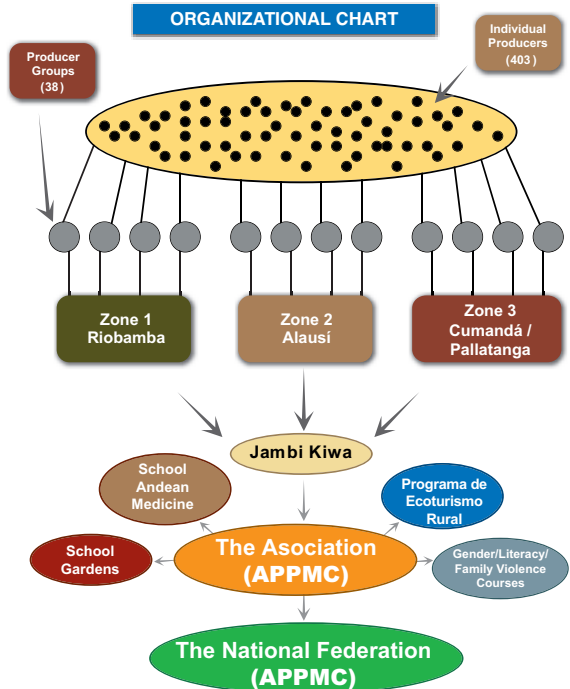 ORGANIZATIONAL CHART
Producer
Groups
(38)
Individual
Producers
(403)
Zone 1
Riobamba
Zone 2
Alausí
Zone 3
Cumandá /
Pallatanga
Jambi Kiwa
School
Andean
Medicine
Programa de
Ecoturismo
Rural
School
Gardens
The Asociation
(APPMC)
Gender/Literacy/
Family Violence
Courses
The National Federation
(APPMC)